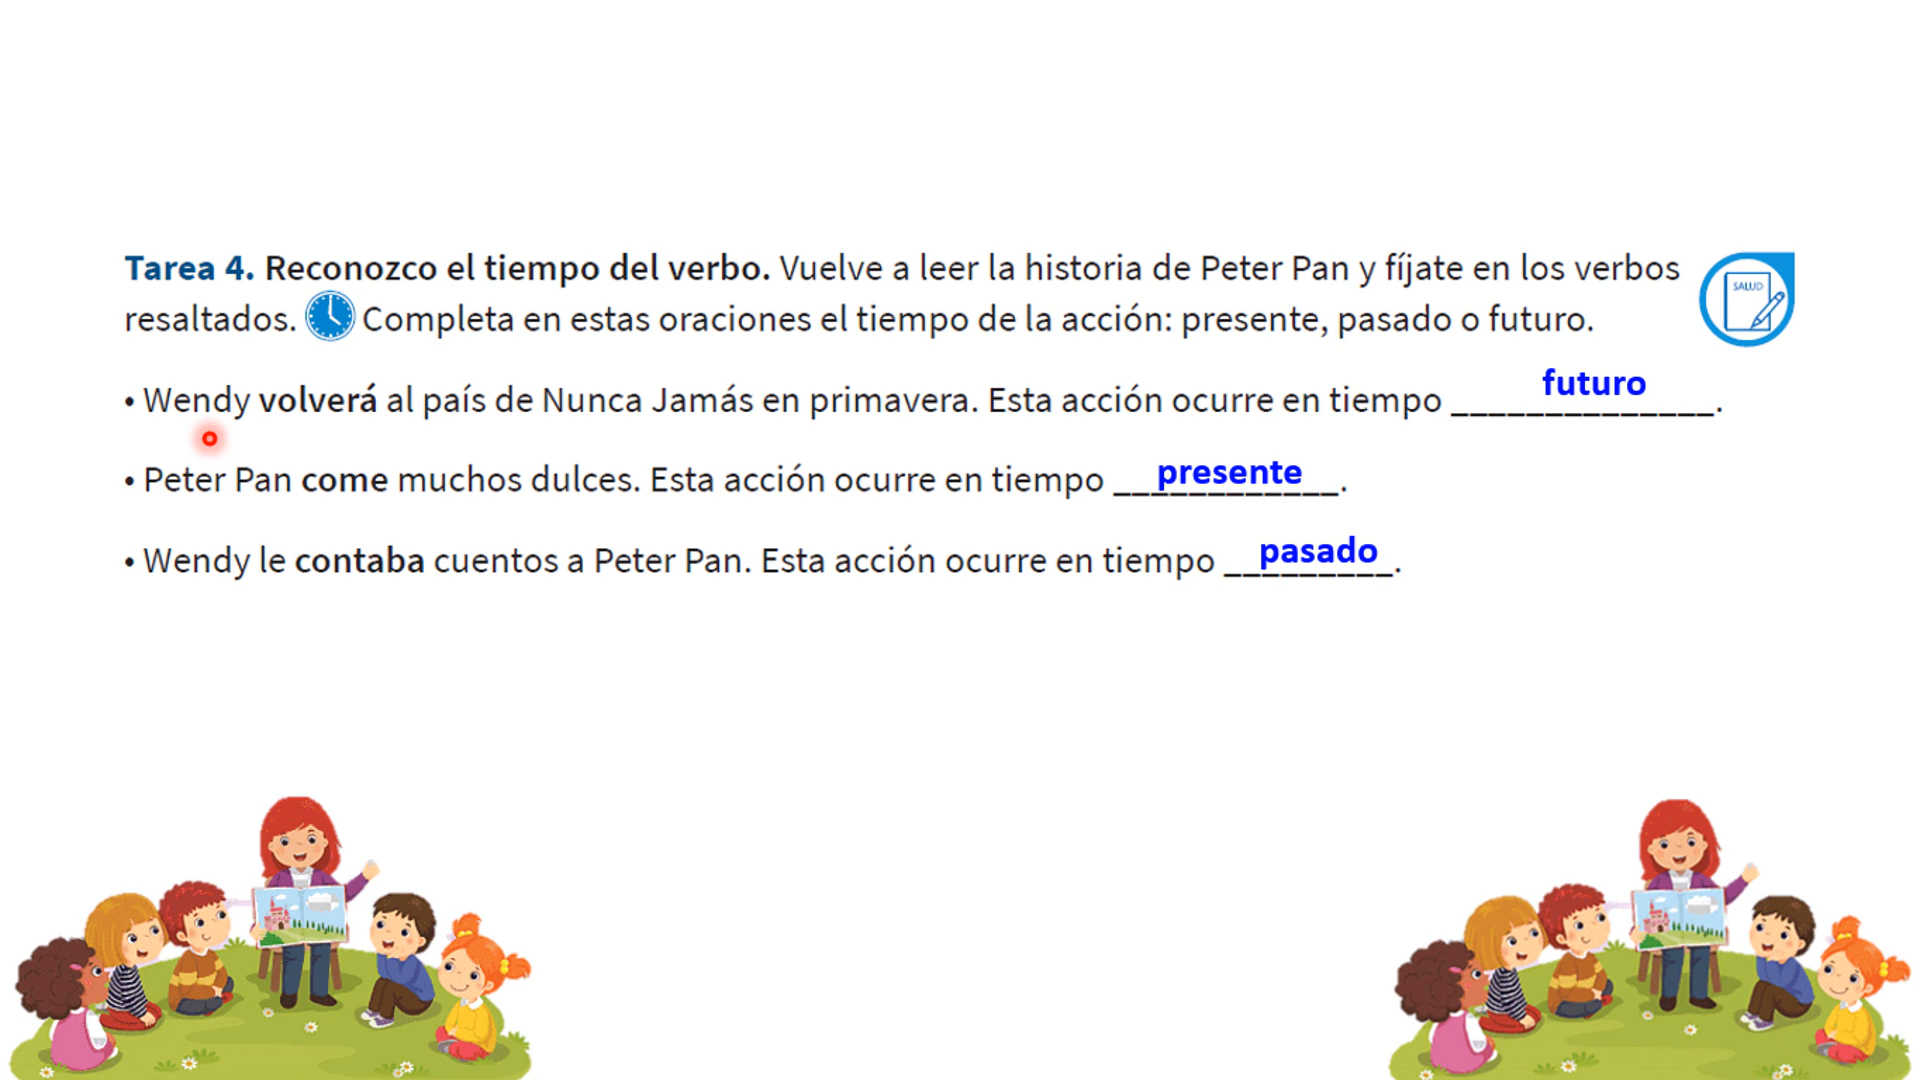 Tarea 4. Reconozco el tiempo del verbo. Vuelve a leer la historia de Peter Pan y fíjate en los verbos
resaltados. Completa en estas oraciones el tiempo de la acción: presente, pasado o futuro.
SALUD
• Wendy volverá al país de Nunca Jamás en primavera. Esta acción ocurre en tiempo futuro.
• Peter Pan come muchos dulces. Esta acción ocurre en tiempo presente.
• Wendy le contaba cuentos a Peter Pan. Esta acción ocurre en tiempo pasado.